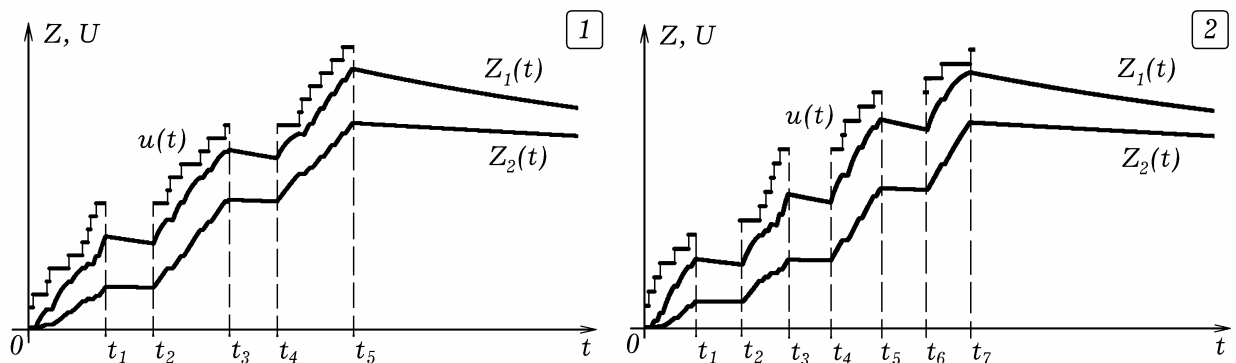 Z, U
1
Z₁(t)
u(t)
Z₂(t)
0
t₁ t₂ t₃ t₄ t₅ t
Z, U
2
Z₁(t)
u(t)
Z₂(t)
0
t₁ t₂ t₃ t₄ t₅ t₆ t₇ t